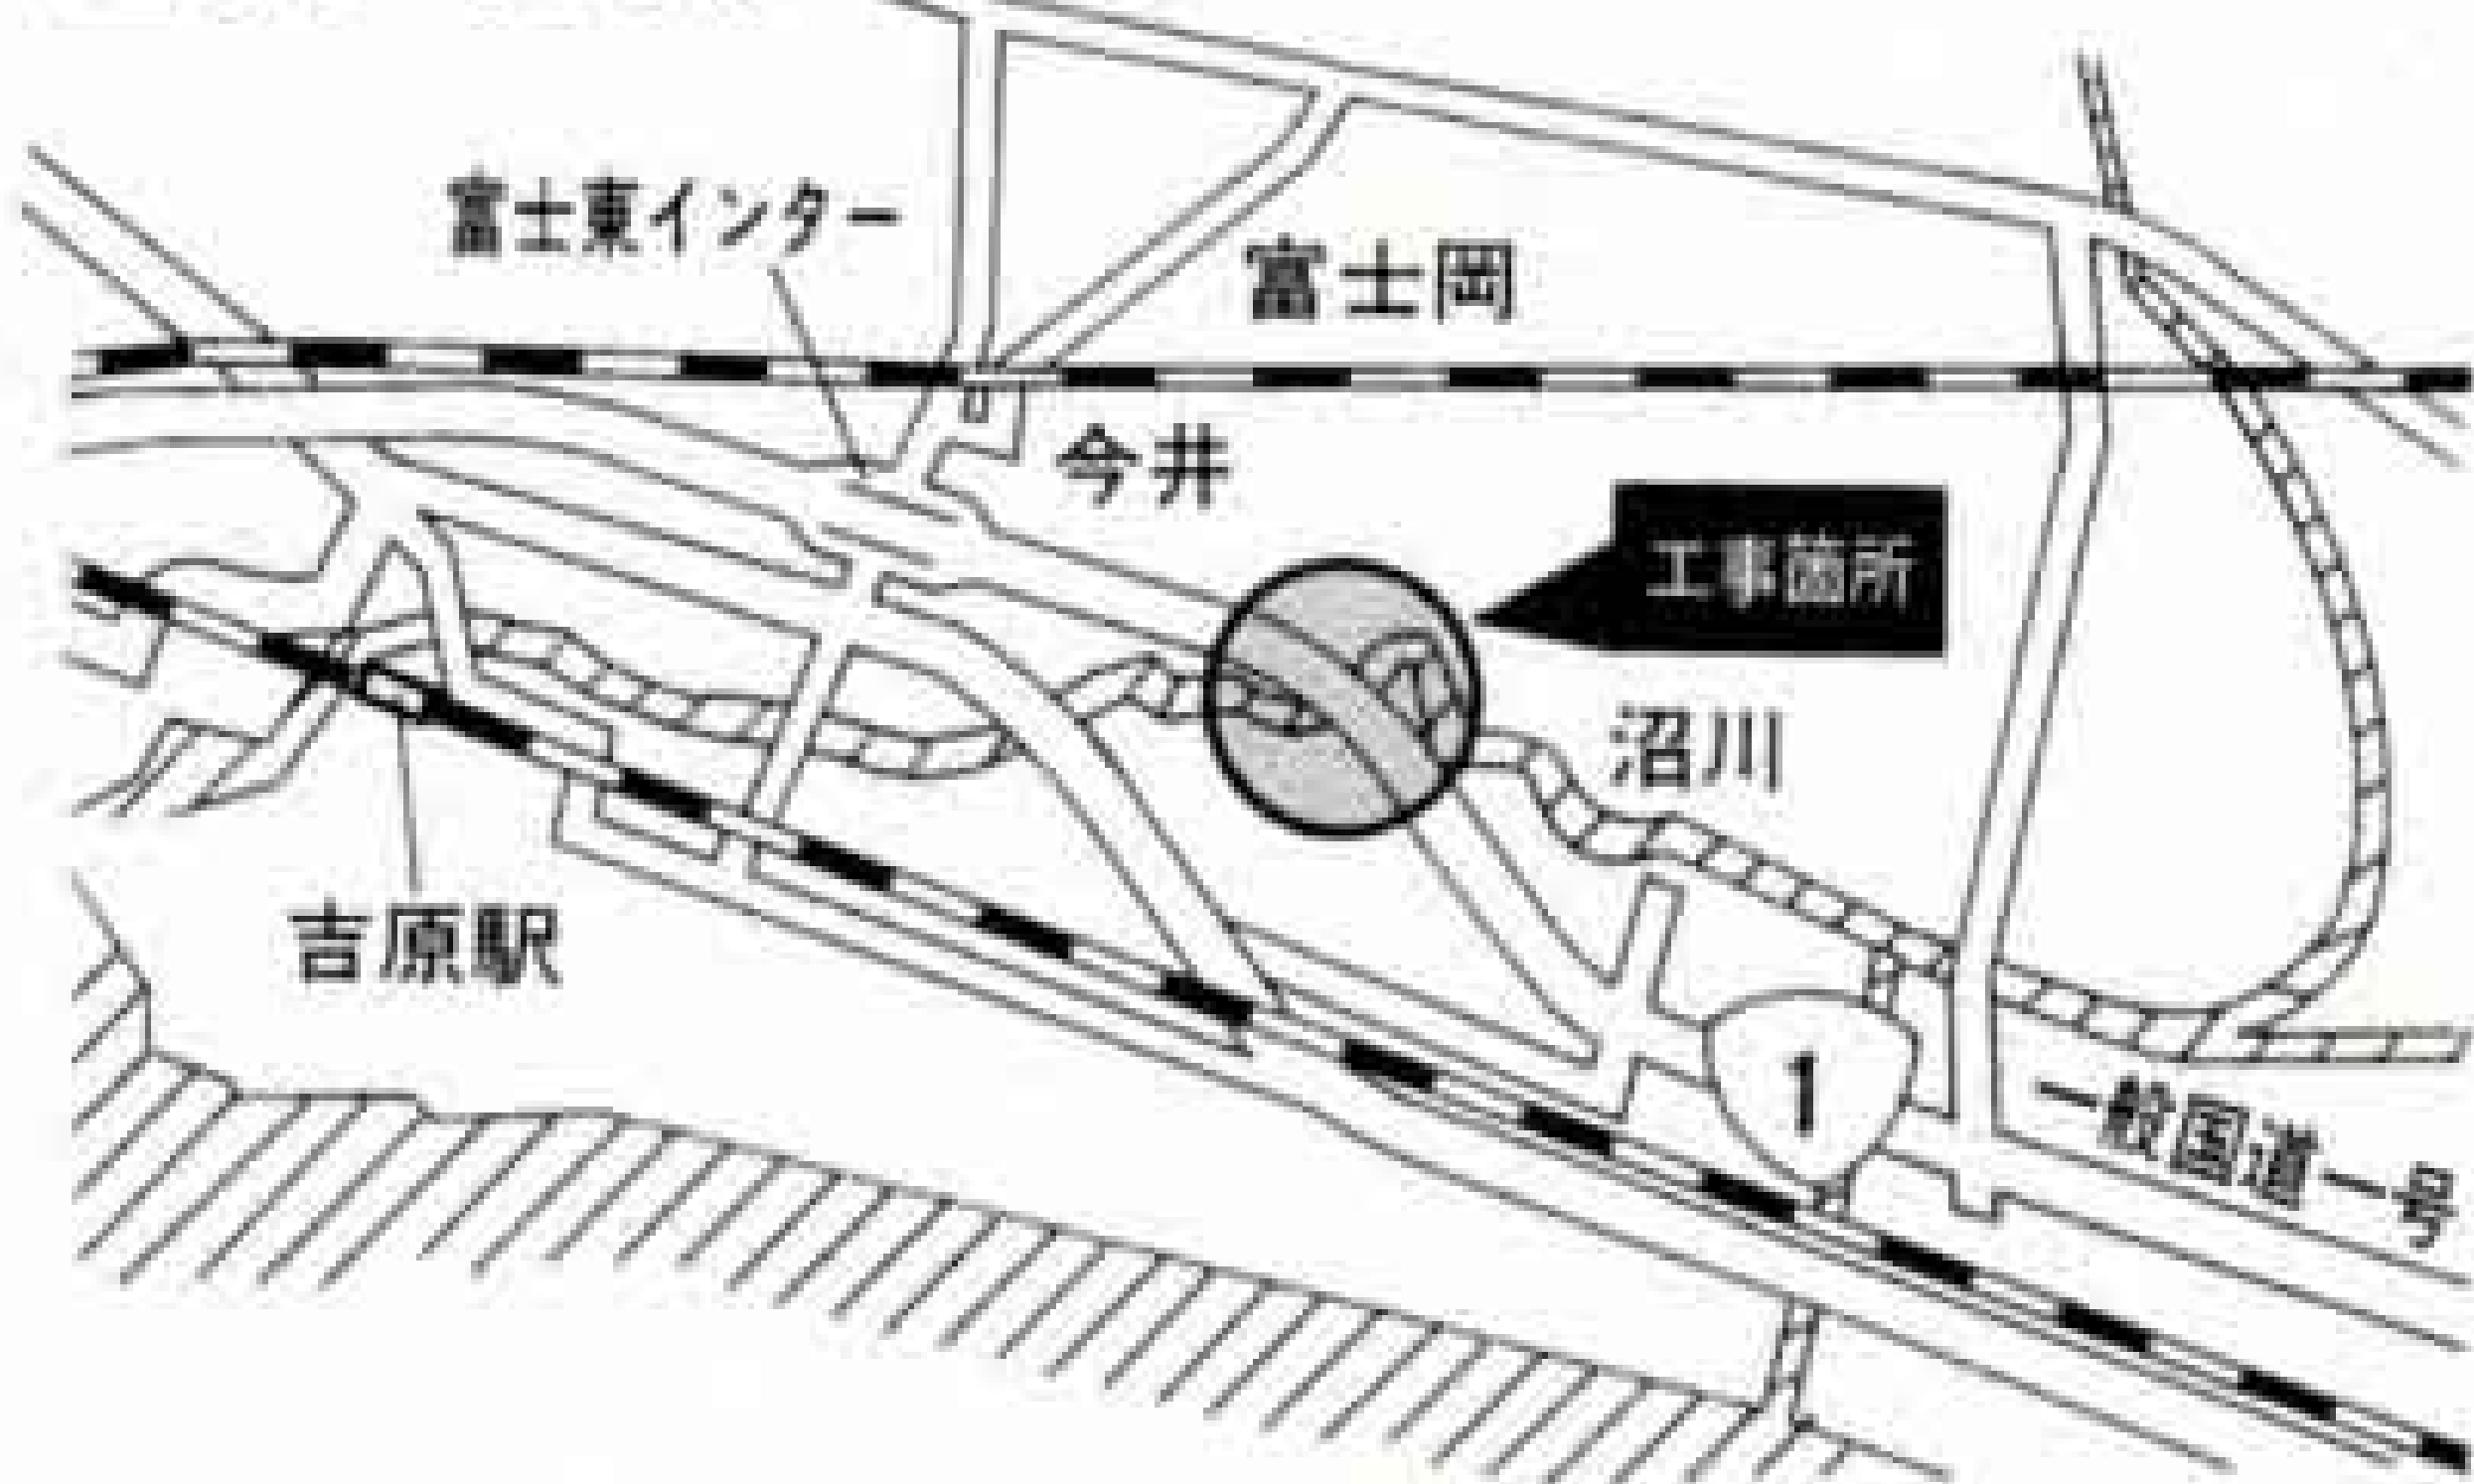 富士東インター
富士岡
今井
工事箇所
沼川
吉原駅
1
一般国道一号